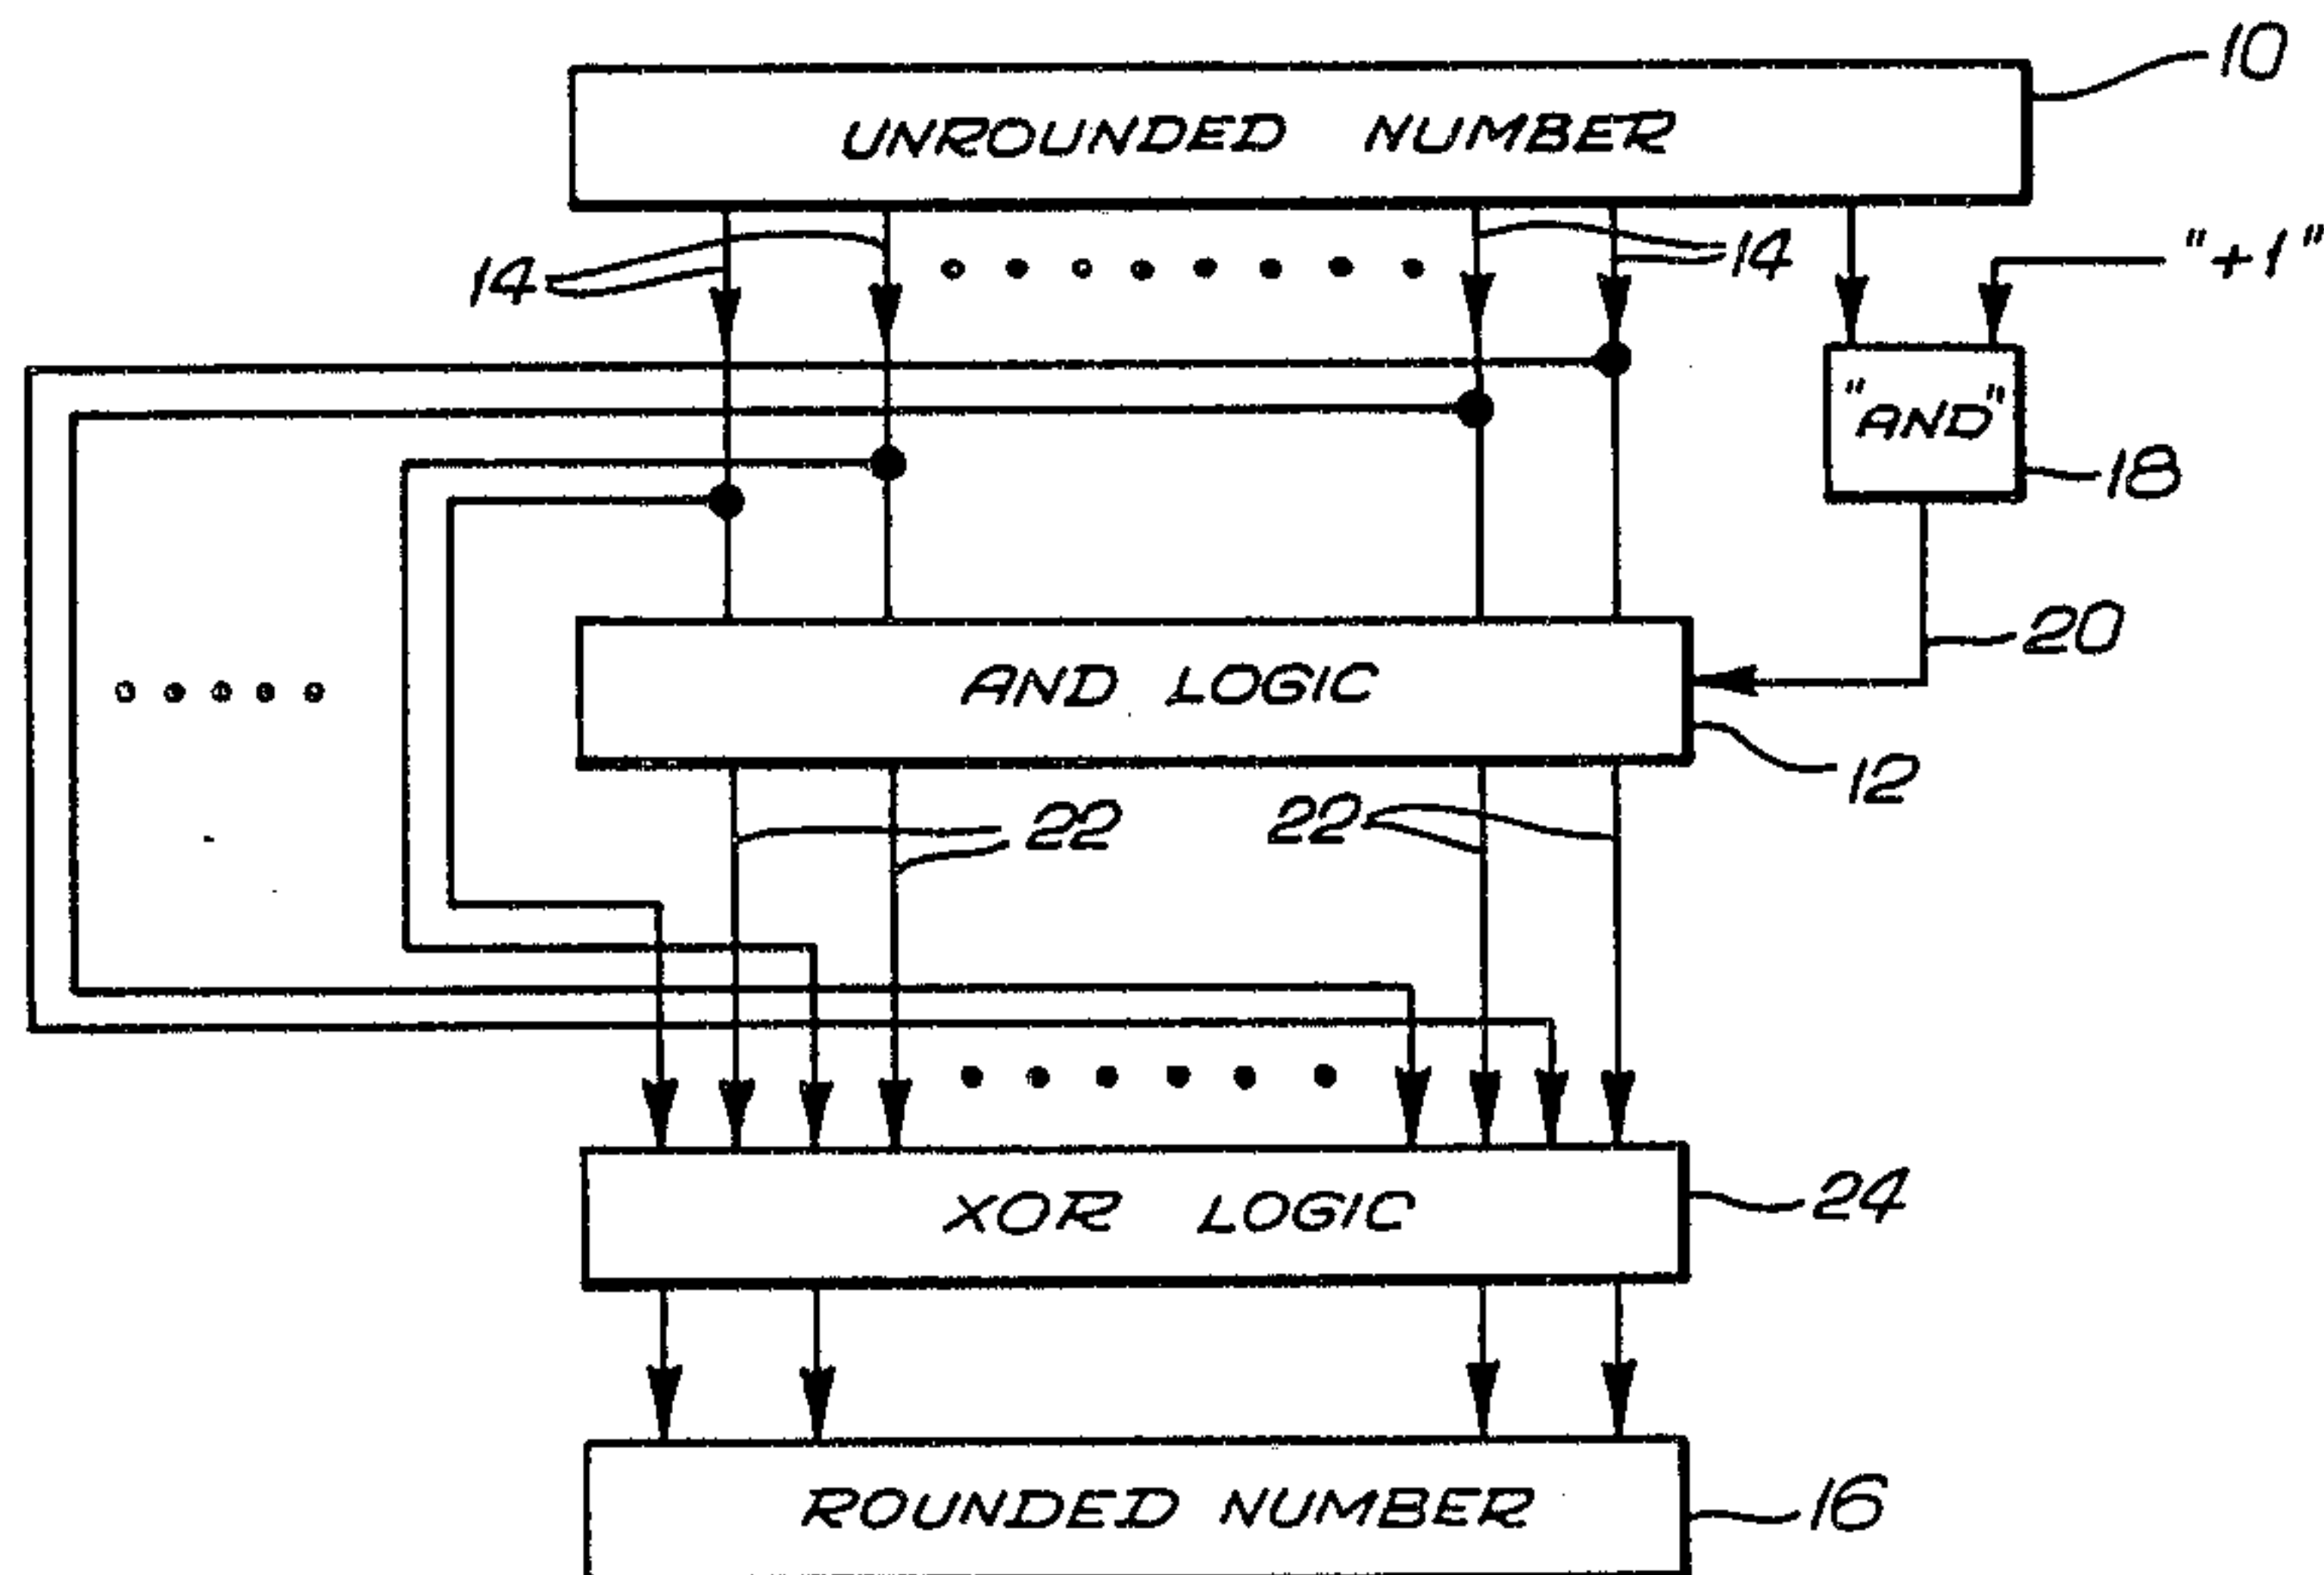 10
UNROUNDED NUMBER
14
14
"+1"
"AND"
18
20
AND LOGIC
12
22
22
XOR LOGIC
24
ROUNDED NUMBER
16